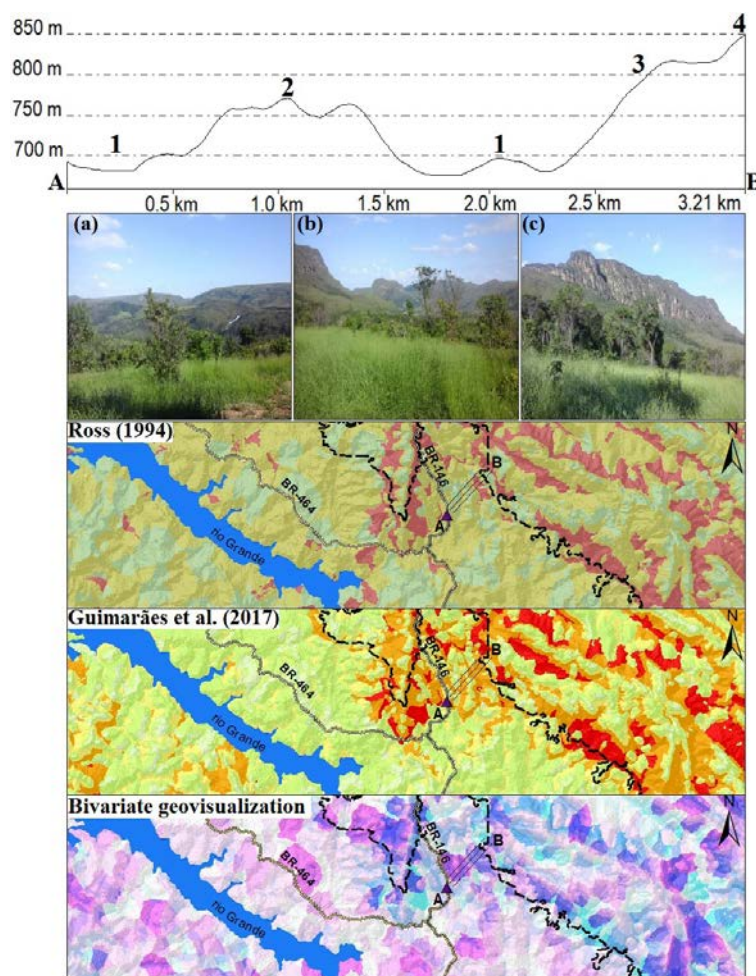 850 m
4
800 m
3
2
750 m
700 m
1
1
A
B
0.5 km
1.0 km
1.5 km
2.0 km
2.5 km
3.21 km
(a)
(b)
(c)
Ross (1994)
N
BR-464
BR-146
B
A
rio Grande
Guimarães et al. (2017)
N
BR-464
BR-146
B
A
rio Grande
Bivariate geovisualization
N
BR-464
BR-146
B
A
rio Grande